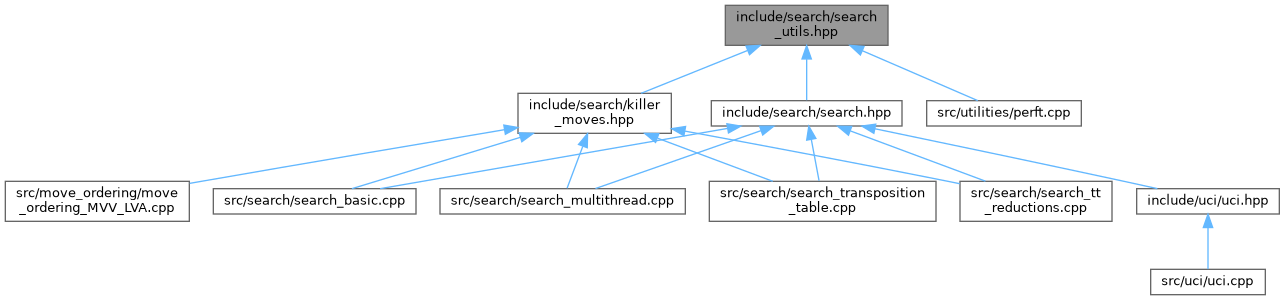 include/search/search
_utils.hpp
include/search/killer
_moves.hpp
include/search/search.hpp
src/utilities/perft.cpp
src/move_ordering/move
_ordering_MVV_LVA.cpp
src/search/search_basic.cpp
src/search/search_multithread.cpp
src/search/search_transposition
_table.cpp
src/search/search_tt
_reductions.cpp
include/uci/uci.hpp
src/uci/uci.cpp